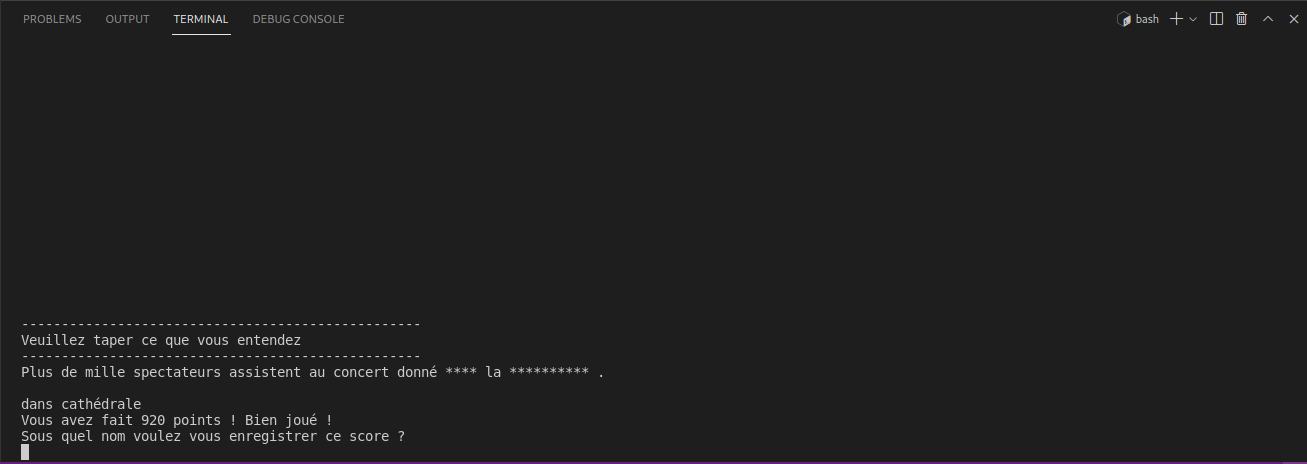 PROBLEMS OUTPUT TERMINAL DEBUG CONSOLE bash
--------------------------------------------------
Veuillez taper ce que vous entendez
--------------------------------------------------
Plus de mille spectateurs assistent au concert donné **** la ********** .
dans cathédrale
Vous avez fait 920 points ! Bien joué !
Sous quel nom voulez vous enregistrer ce score ?